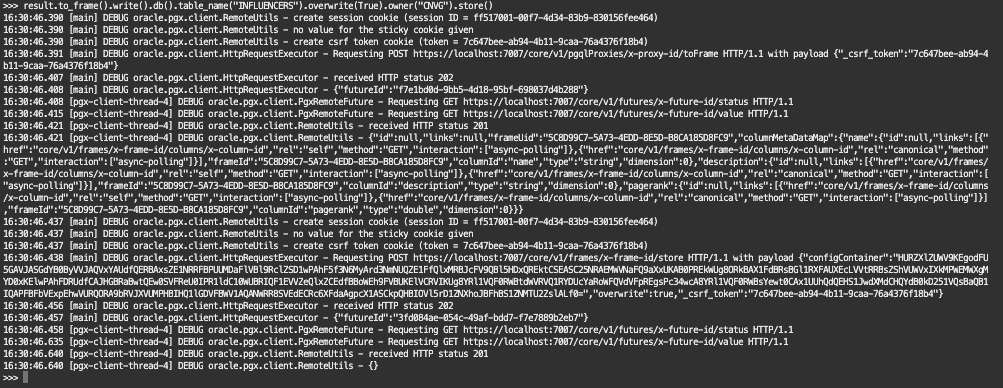 >>> result.to_frame().write().db().table_name("INFLUENCERS").overwrite(True).owner("CNVG").store()
16:30:46.390 [main] DEBUG oracle.pgx.client.RemoteUtils - create session cookie (session ID = ff517001-00f7-4d34-83b9-830156fee464)
16:30:46.390 [main] DEBUG oracle.pgx.client.RemoteUtils - no value for the sticky cookie given
16:30:46.390 [main] DEBUG oracle.pgx.client.RemoteUtils - create csrf token cookie (token = 7c647bee-ab94-4b11-9caa-76a4376f18b4)
16:30:46.391 [main] DEBUG oracle.pgx.client.HttpRequestExecutor - Requesting POST https://localhost:7007/core/v1/pgqlProxies/x-proxy-id/toFrame HTTP/1.1 with payload {"_csrf_token":"7c647bee-ab94-4
b11-9caa-76a4376f18b4"}
16:30:46.407 [main] DEBUG oracle.pgx.client.HttpRequestExecutor - received HTTP status 202
16:30:46.408 [main] DEBUG oracle.pgx.client.HttpRequestExecutor - {"futureId":"f7e1bd0d-9bb5-4d18-95bf-698037d4b288"}
16:30:46.408 [pgx-client-thread-4] DEBUG oracle.pgx.client.PgxRemoteFuture - Requesting GET https://localhost:7007/core/v1/futures/x-future-id/status HTTP/1.1
16:30:46.415 [pgx-client-thread-4] DEBUG oracle.pgx.client.PgxRemoteFuture - Requesting GET https://localhost:7007/core/v1/futures/x-future-id/value HTTP/1.1
16:30:46.421 [pgx-client-thread-4] DEBUG oracle.pgx.client.RemoteUtils - received HTTP status 201
16:30:46.421 [pgx-client-thread-4] DEBUG oracle.pgx.client.RemoteUtils - {"id":null,"links":null,"frameUid":"5C8D99C7-5A73-4EDD-8E5D-B8CA185D8FC9","columnMetaDataMap":{"name":{"id":null,"links":[{"
href":"core/v1/frames/x-frame-id/columns/x-column-id","rel":"self","method":"GET","interaction":["async-polling"]},{"href":"core/v1/frames/x-frame-id/columns/x-column-id","rel":"canonical","method"
:"GET","interaction":["async-polling"]}],"frameId":"5C8D99C7-5A73-4EDD-8E5D-B8CA185D8FC9","columnId":"name","type":"string","dimension":0},"description":{"id":null,"links":[{"href":"core/v1/frames/
x-frame-id/columns/x-column-id","rel":"self","method":"GET","interaction":["async-polling"]},{"href":"core/v1/frames/x-frame-id/columns/x-column-id","rel":"canonical","method":"GET","interaction":[
"async-polling"]}],"frameId":"5C8D99C7-5A73-4EDD-8E5D-B8CA185D8FC9","columnId":"description","type":"string","dimension":0},"pagerank":{"id":null,"links":[{"href":"core/v1/frames/x-frame-id/columns
/x-column-id","rel":"self","method":"GET","interaction":["async-polling"]},{"href":"core/v1/frames/x-frame-id/columns/x-column-id","rel":"canonical","method":"GET","interaction":["async-polling"]}]
,"frameId":"5C8D99C7-5A73-4EDD-8E5D-B8CA185D8FC9","columnId":"pagerank","type":"double","dimension":0}}}
16:30:46.437 [main] DEBUG oracle.pgx.client.RemoteUtils - create session cookie (session ID = ff517001-00f7-4d34-83b9-830156fee464)
16:30:46.437 [main] DEBUG oracle.pgx.client.RemoteUtils - no value for the sticky cookie given
16:30:46.437 [main] DEBUG oracle.pgx.client.RemoteUtils - create csrf token cookie (token = 7c647bee-ab94-4b11-9caa-76a4376f18b4)
16:30:46.438 [main] DEBUG oracle.pgx.client.HttpRequestExecutor - Requesting POST https://localhost:7007/core/v1/frames/x-frame-id/store HTTP/1.1 with payload {"configContainer":
"overwrite":true,"_csrf_token":"7c647bee-ab94-4b11-9caa-76a4376f18b4"}
16:30:46.456 [main] DEBUG oracle.pgx.client.HttpRequestExecutor - received HTTP status 202
16:30:46.457 [main] DEBUG oracle.pgx.client.HttpRequestExecutor - {"futureId":"3fd084ae-054c-49af-bdd7-f7e7889b2eb7"}
16:30:46.458 [pgx-client-thread-4] DEBUG oracle.pgx.client.PgxRemoteFuture - Requesting GET https://localhost:7007/core/v1/futures/x-future-id/status HTTP/1.1
16:30:46.635 [pgx-client-thread-4] DEBUG oracle.pgx.client.PgxRemoteFuture - Requesting GET https://localhost:7007/core/v1/futures/x-future-id/value HTTP/1.1
16:30:46.640 [pgx-client-thread-4] DEBUG oracle.pgx.client.RemoteUtils - received HTTP status 201
16:30:46.640 [pgx-client-thread-4] DEBUG oracle.pgx.client.RemoteUtils - {}
>>>